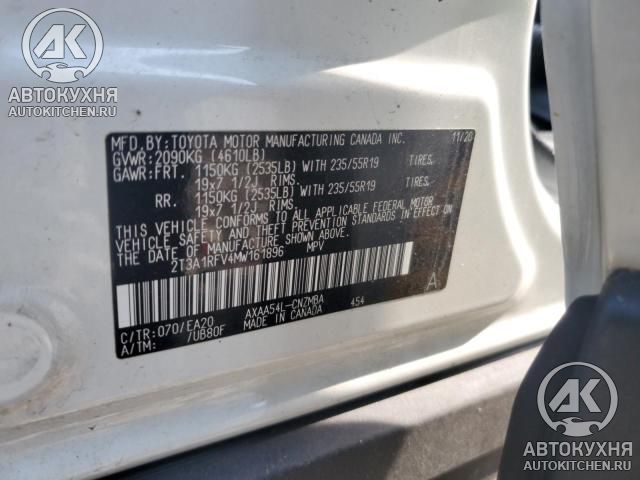 AK
АВТОКУХНЯ
AUTOKITCHEN.RU
MFD. BY: TOYOTA MOTOR MANUFACTURING CANADA INC. 11/20
GVWR: 2090KG (4610LB)
GAWR: FRT. 1150KG (2535LB) WITH 235/55R19 TIRES,
19x7 1/2J RIMS
RR. 1150KG (2535LB) WITH 235/55R19 TIRES,
19x7 1/2J RIMS
THIS VEHICLE CONFORMS TO ALL APPLICABLE FEDERAL MOTOR
VEHICLE SAFETY AND THEFT PREVENTION STANDARDS IN EFFECT
ON THE DATE OF MANUFACTURE SHOWN ABOVE.
2T3A1RFV4MW161896 MPV
A
C/TR: 070/EA20 AXAA54L-CNZMBA 454
A/TM: /UB80F MADE IN CANADA
AK
АВТОКУХНЯ
AUTOKITCHEN.RU